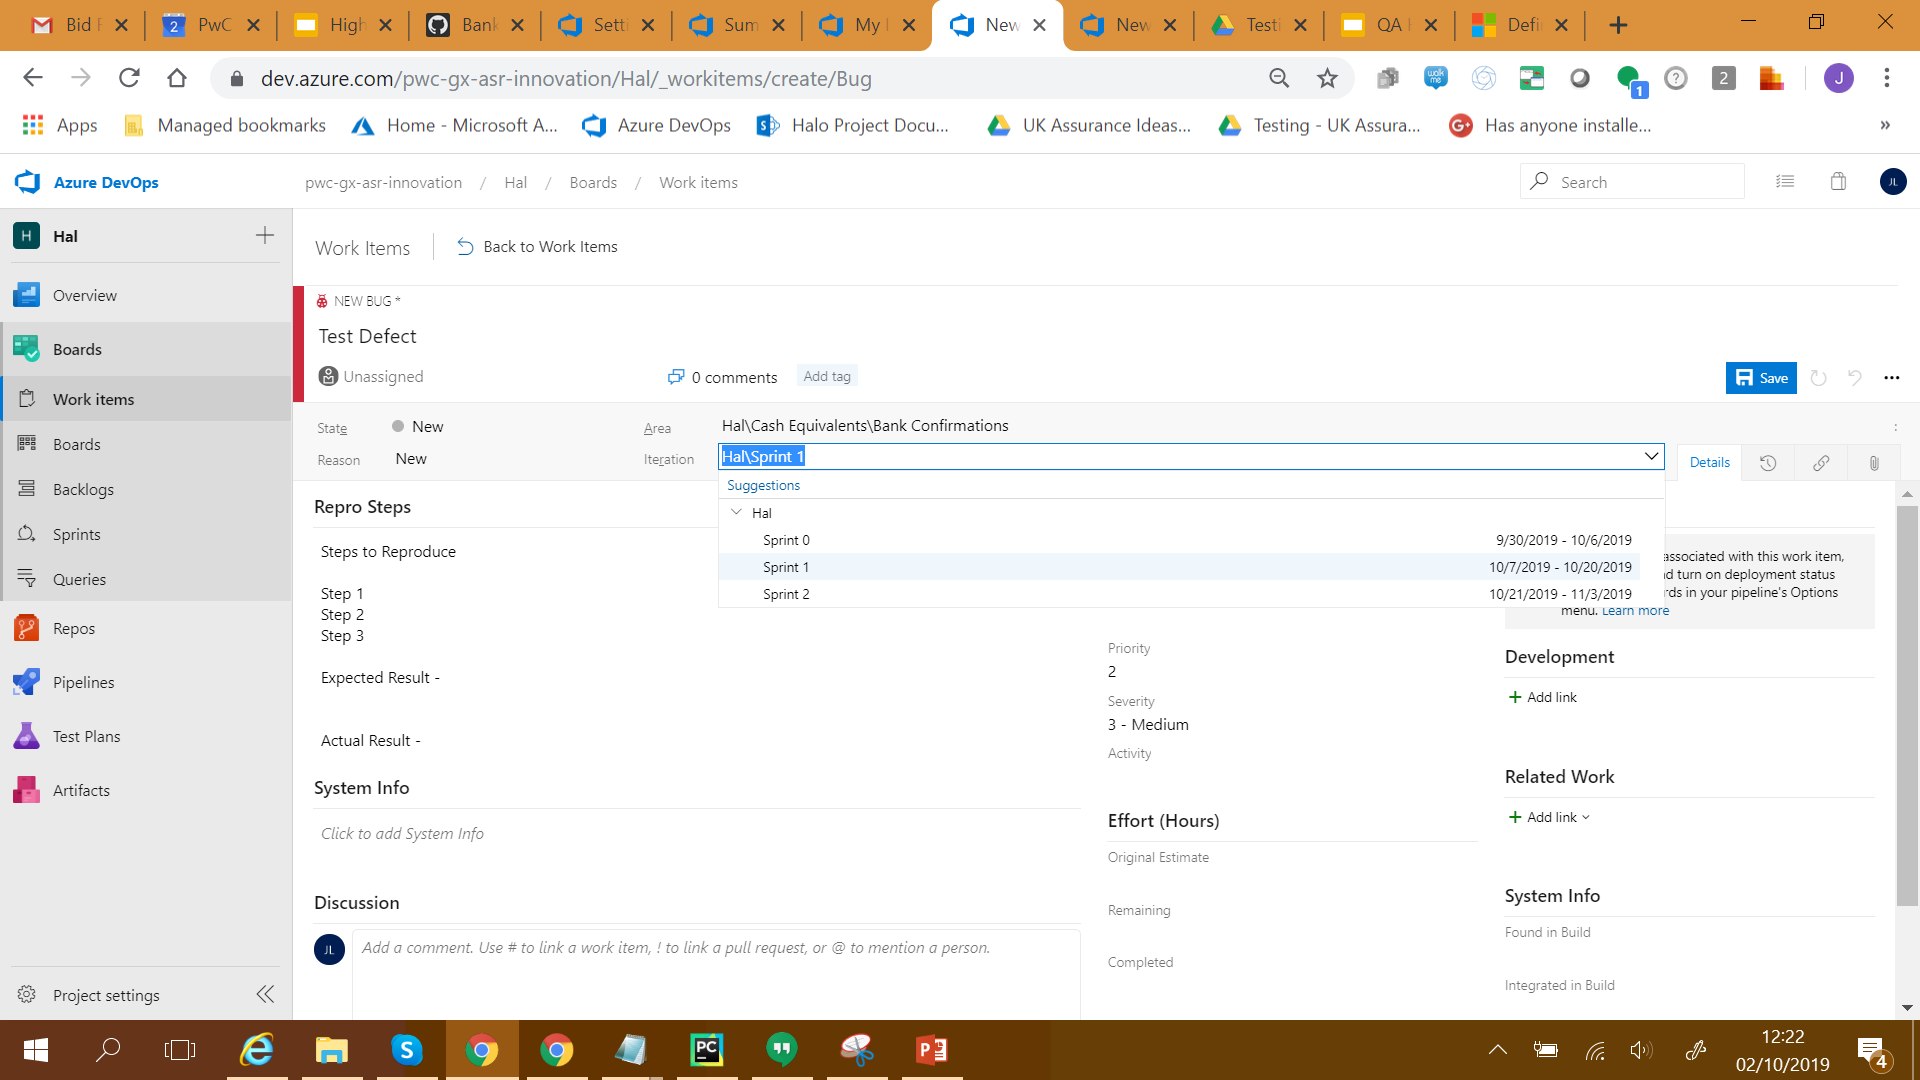 Bid F
2
PwC
High
Bank
Setti
Sum
My
New
New
Testi
QA
Defi
dev.azure.com/pwc-gx-asr-innovation/Hal/_workitems/create/Bug
walk me
1
2
J
Apps
Managed bookmarks
Home - Microsoft A...
Azure DevOps
Halo Project Docu...
UK Assurance Ideas...
Testing - UK Assura...
G+
Has anyone installe...
»
Azure DevOps
pwc-gx-asr-innovation / Hal / Boards / Work items
Search
JL
H
Hal
Work Items
Back to Work Items
Overview
Boards
Work items
Boards
Backlogs
Sprints
Queries
Repos
Pipelines
Test Plans
Artifacts
Project settings
NEW BUG *
Test Defect
Unassigned
0 comments
Add tag
Save
State
New
Area
Hal\Cash Equivalents\Bank Confirmations
Reason
New
Iteration
Hal\Sprint 1
Details
Suggestions
Hal
Sprint 0 9/30/2019 - 10/6/2019
Sprint 1 10/7/2019 - 10/20/2019
Sprint 2 10/21/2019 - 11/3/2019
Repro Steps
Steps to Reproduce
Step 1
Step 2
Step 3
Expected Result -
Actual Result -
System Info
Click to add System Info
Discussion
JL
Add a comment. Use # to link a work item, ! to link a pull request, or @ to mention a person.
Priority
2
Severity
3 - Medium
Activity
Effort (Hours)
Original Estimate
Remaining
Completed
associated with this work item,
turn on deployment status
in your pipeline's Options
menu. Learn more
Development
Add link
Related Work
Add link
System Info
Found in Build
Integrated in Build
PC
12:22
02/10/2019
4